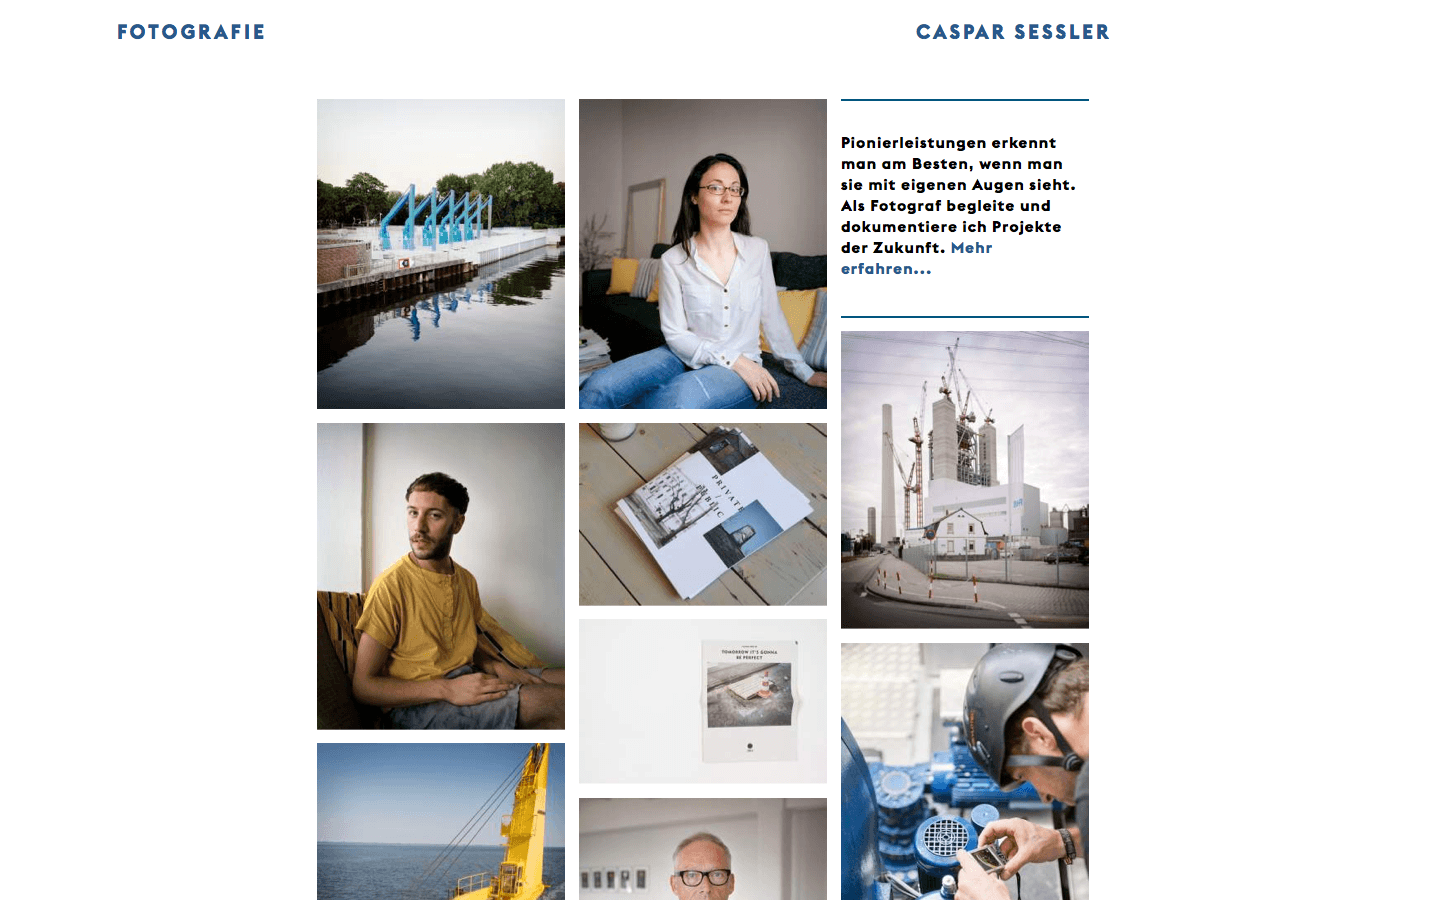 FOTOGRAFIE
CASPAR SESSLER
Pionierleistungen erkennt
man am Besten, wenn man
sie mit eigenen Augen sieht.
Als Fotograf begleite und
dokumentiere ich Projekte
der Zukunft. Mehr
erfahren...
PRIVATE
/
PUBLIC
TOMORROW IT'S GONNA
BE PERFECT